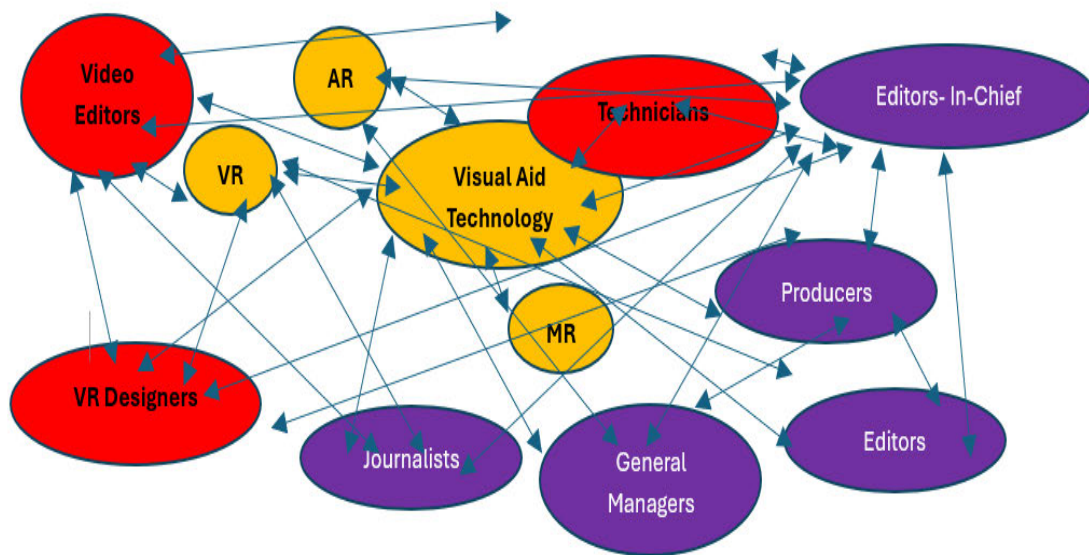 Video
Editors
AR
Technicians
Editors- In-Chief
VR
Visual Aid
Technology
Producers
MR
VR Designers
Journalists
General
Managers
Editors